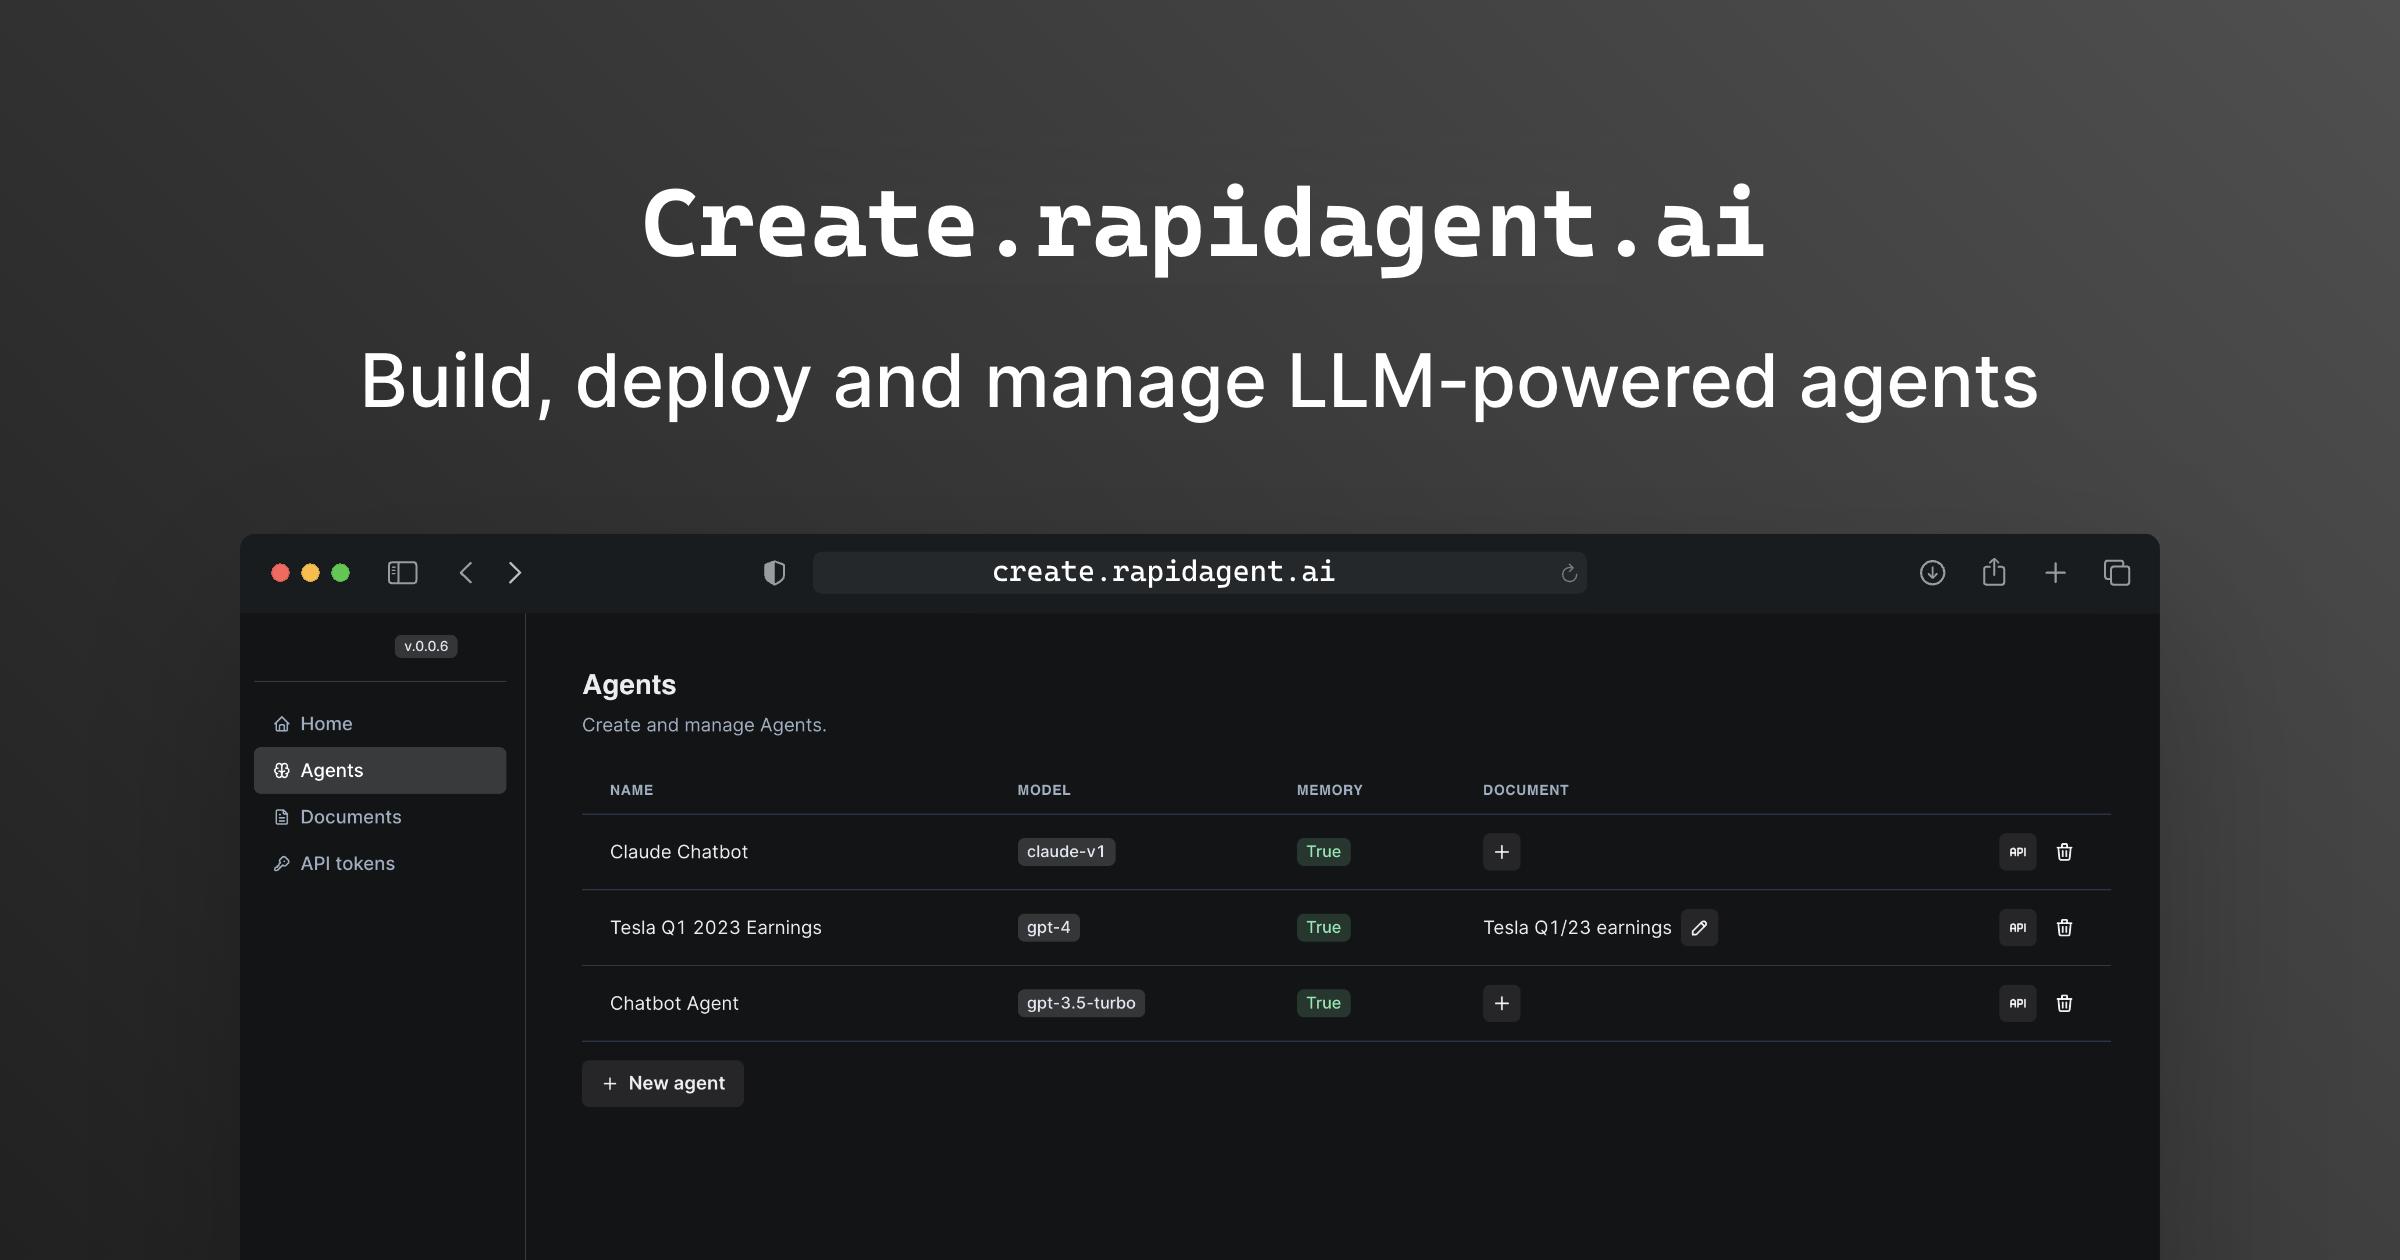 Create.rapidagent.ai
Build, deploy and manage LLM-powered agents
create.rapidagent.ai
v.0.0.6
Home
Agents
Documents
API tokens
Agents
Create and manage Agents.
NAME MODEL MEMORY DOCUMENT
Claude Chatbot claude-v1 True + API
Tesla Q1 2023 Earnings gpt-4 True Tesla Q1/23 earnings API
Chatbot Agent gpt-3.5-turbo True + API
+ New agent